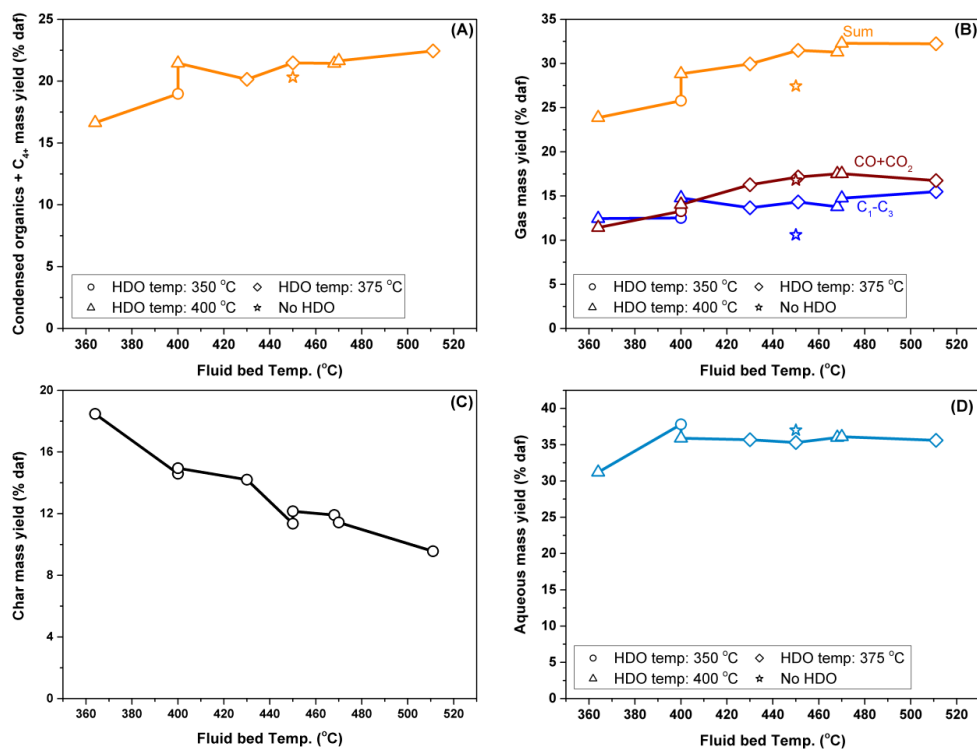 (A)
Condensed organics + C4+ mass yield (% daf)
25
20
15
10
5
0
HDO temp: 350 °C
HDO temp: 375 °C
HDO temp: 400 °C
No HDO
360 380 400 420 440 460 480 500 520
Fluid bed Temp. (°C)
(B)
Gas mass yield (% daf)
35
30
25
20
15
10
5
0
Sum
CO+CO2
C1-C3
HDO temp: 350 °C
HDO temp: 375 °C
HDO temp: 400 °C
No HDO
360 380 400 420 440 460 480 500 520
Fluid bed Temp. (°C)
(C)
Char mass yield (% daf)
20
16
12
8
4
0
360 380 400 420 440 460 480 500 520
Fluid bed Temp. (°C)
(D)
Aqueous mass yield (% daf)
40
35
30
25
20
15
10
5
0
HDO temp: 350 °C
HDO temp: 375 °C
HDO temp: 400 °C
No HDO
360 380 400 420 440 460 480 500 520
Fluid bed Temp. (°C)